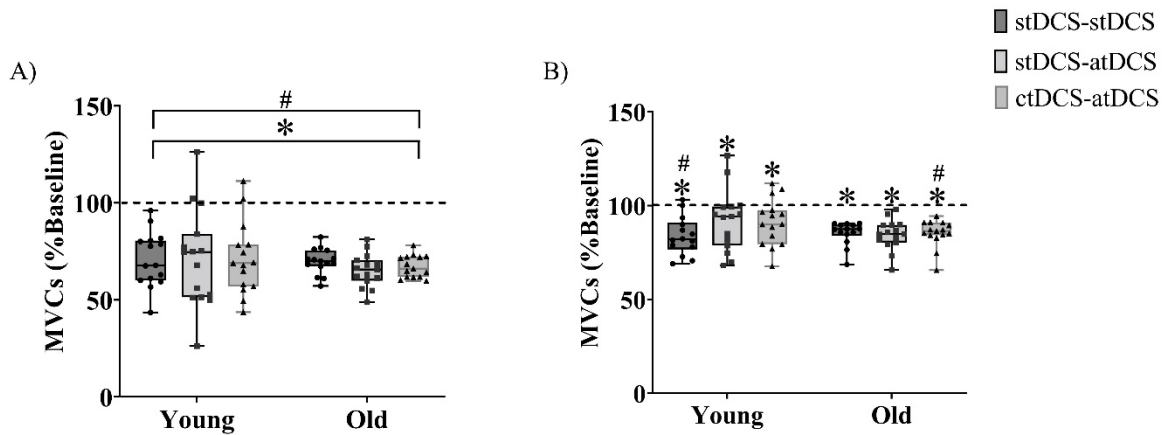 stDCS-stDCS
stDCS-atDCS
ctDCS-atDCS
A)
MVCs (%Baseline)
150
100
50
0
#
*
Young
Old
B)
MVCs (%Baseline)
150
100
50
0
#
*
*
*
*
*
#
*
Young
Old